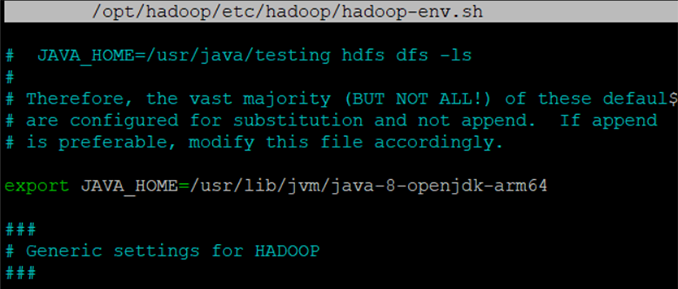 /opt/hadoop/etc/hadoop/hadoop-env.sh
#  JAVA_HOME=/usr/java/testing hdfs dfs -ls
#
# Therefore, the vast majority (BUT NOT ALL!) of these defaul$
# are configured for substitution and not append.  If append
# is preferable, modify this file accordingly.
export JAVA_HOME=/usr/lib/jvm/java-8-openjdk-arm64
###
# Generic settings for HADOOP
###